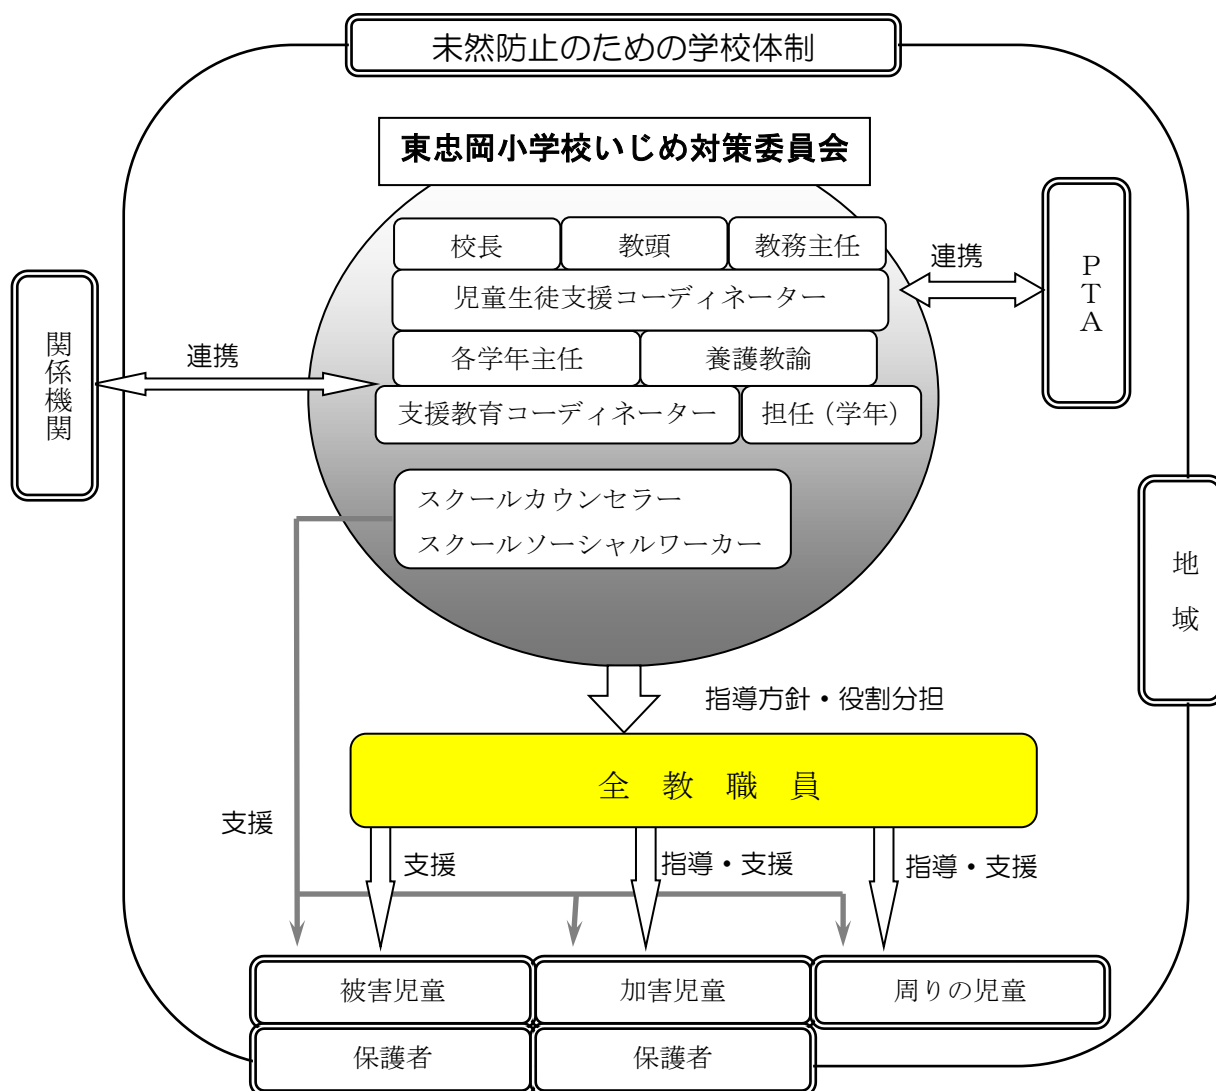 未然防止のための学校体制
東忠岡小学校いじめ対策委員会
校長
教頭
教務主任
児童生徒支援コーディネーター
各学年主任
養護教諭
支援教育コーディネーター
担任(学年)
スクールカウンセラー
スクールソーシャルワーカー
連携
PTA
関係機関
連携
地域
指導方針・役割分担
全教職員
支援
支援
指導・支援
指導・支援
被害児童
加害児童
周りの児童
保護者
保護者